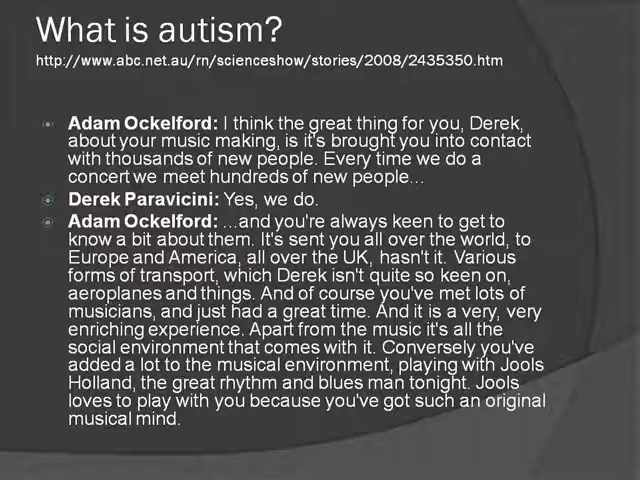 What is autism?
http://www.abc.net.au/rn/scienceshow/stories/2008/2435350.htm
Adam Ockelford: I think the great thing for you, Derek,
about your music making, is it's brought you into contact
with thousands of new people. Every time we do a
concert we meet hundreds of new people...
Derek Paravicini: Yes, we do.
Adam Ockelford: ...and you're always keen to get to
know a bit about them. It's sent you all over the world, to
Europe and America, all over the UK, hasn't it. Various
forms of transport, which Derek isn't quite so keen on,
aeroplanes and things. And of course you've met lots of
musicians, and just had a great time. And it is a very, very
enriching experience. Apart from the music it's all the
social environment that comes with it. Conversely you've
added a lot to the musical environment, playing with Jools
Holland, the great rhythm and blues man tonight. Jools
loves to play with you because you've got such an original
musical mind.